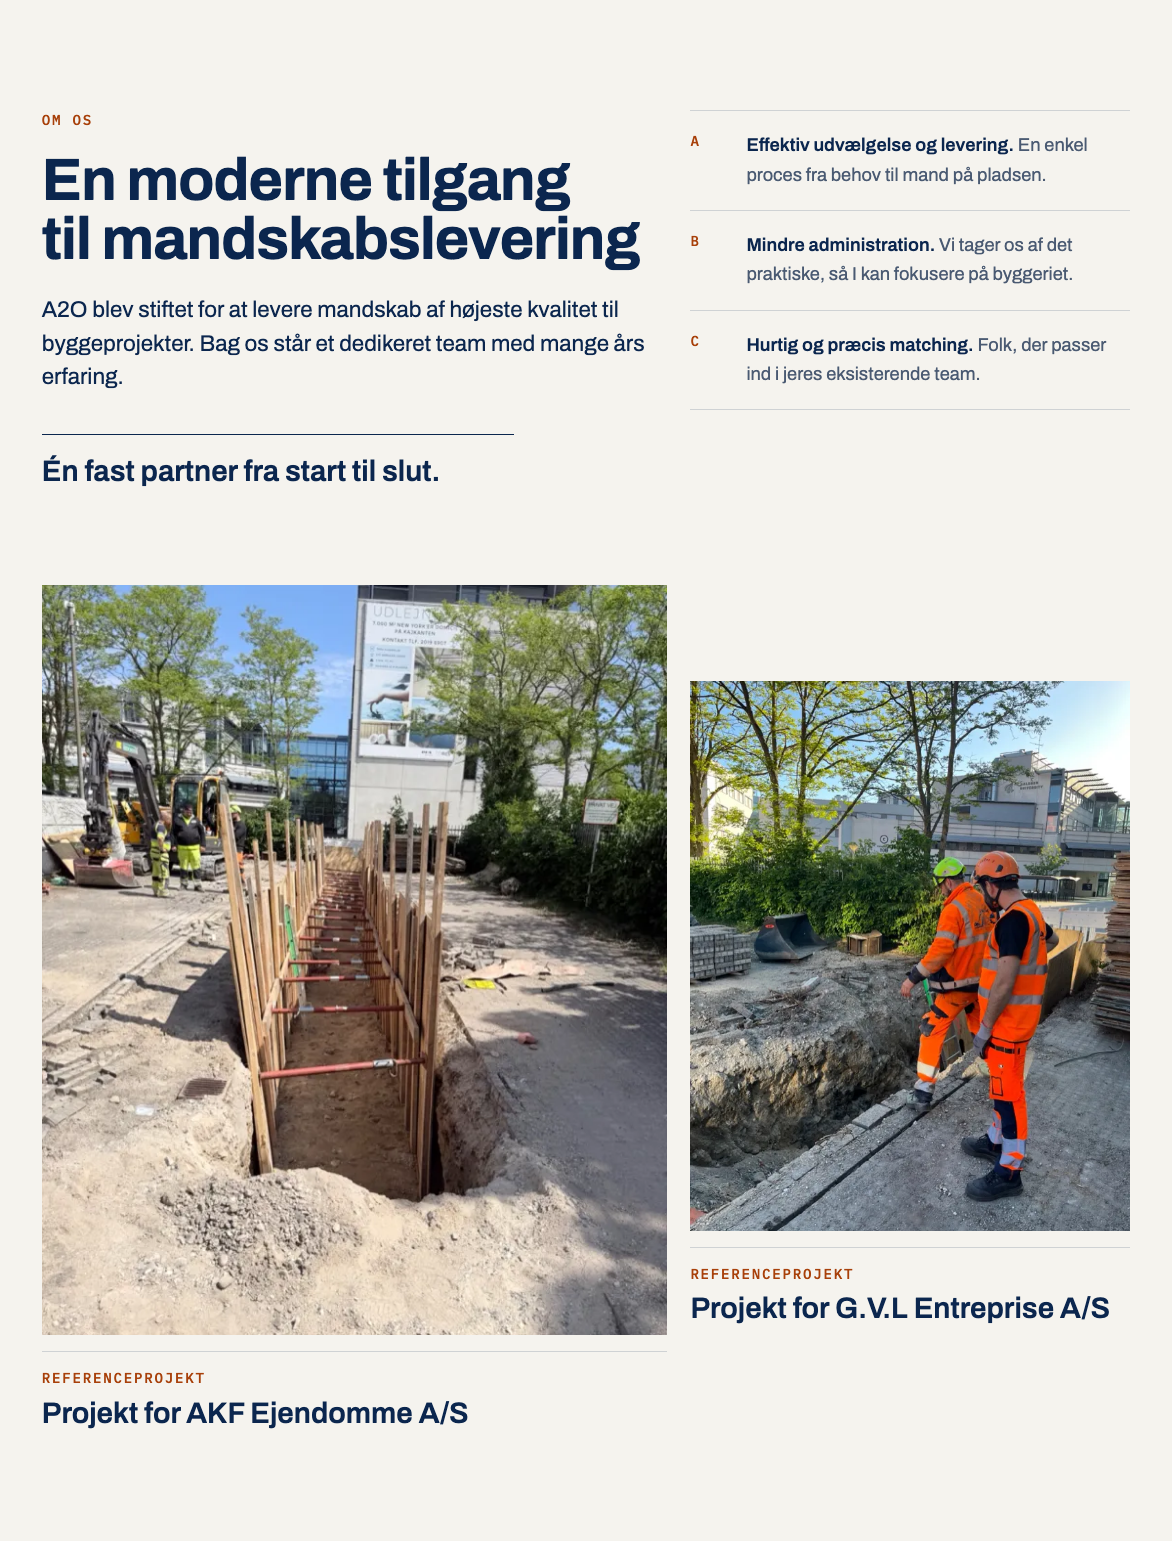 OM OS
En moderne tilgang
til mandskabslevering
A2O blev stiftet for at levere mandskab af højeste kvalitet til
byggeprojekter. Bag os står et dedikeret team med mange års
erfaring.
Én fast partner fra start til slut.
A
Effektiv udvælgelse og levering. En enkel
proces fra behov til mand på pladsen.
B
Mindre administration. Vi tager os af det
praktiske, så I kan fokusere på byggeriet.
C
Hurtig og præcis matching. Folk, der passer
ind i jeres eksisterende team.
PÅ KAJKANTEN
KONTAKT TLF.
REFERENCEPROJEKT
Projekt for AKF Ejendomme A/S
REFERENCEPROJEKT
Projekt for G.V.L Entreprise A/S